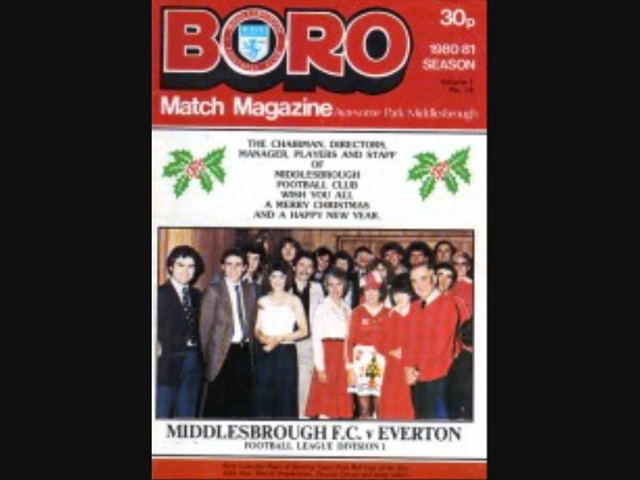 BORO
30p
1980-81
SEASON
Match Magazine Ayresome Park Middlesbrough
THE CHAIRMAN, DIRECTORS,
MANAGER, PLAYERS AND STAFF
OF
MIDDLESBROUGH
FOOTBALL CLUB
WISH YOU ALL
A MERRY CHRISTMAS
AND A HAPPY NEW YEAR.
MIDDLESBROUGH F.C. v EVERTON
FOOTBALL LEAGUE DIVISION 1